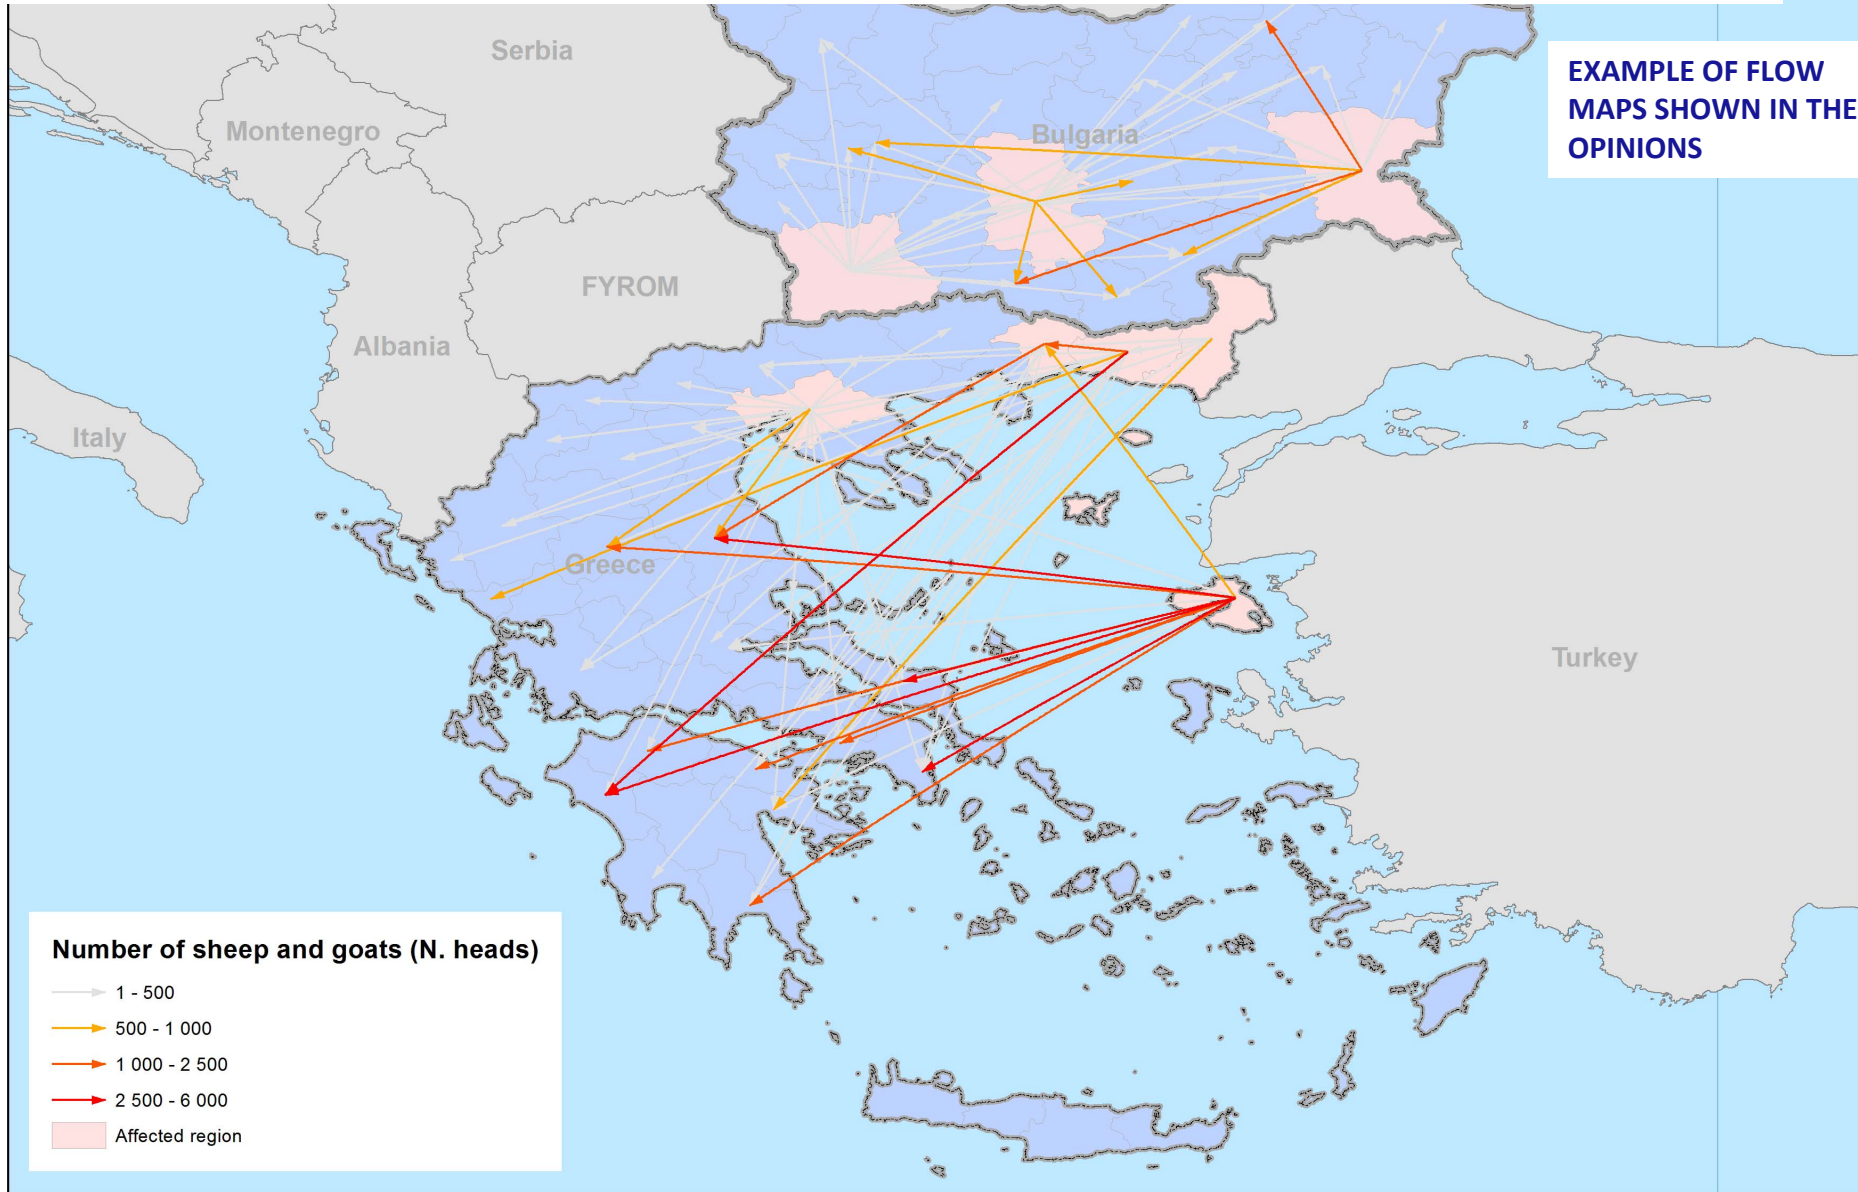 EXAMPLE OF FLOW
MAPS SHOWN IN THE
OPINIONS
Serbia
Montenegro
Bulgaria
FYROM
Albania
Italy
Greece
Turkey
Number of sheep and goats (N. heads)
1 - 500
500 - 1 000
1 000 - 2 500
2 500 - 6 000
Affected region